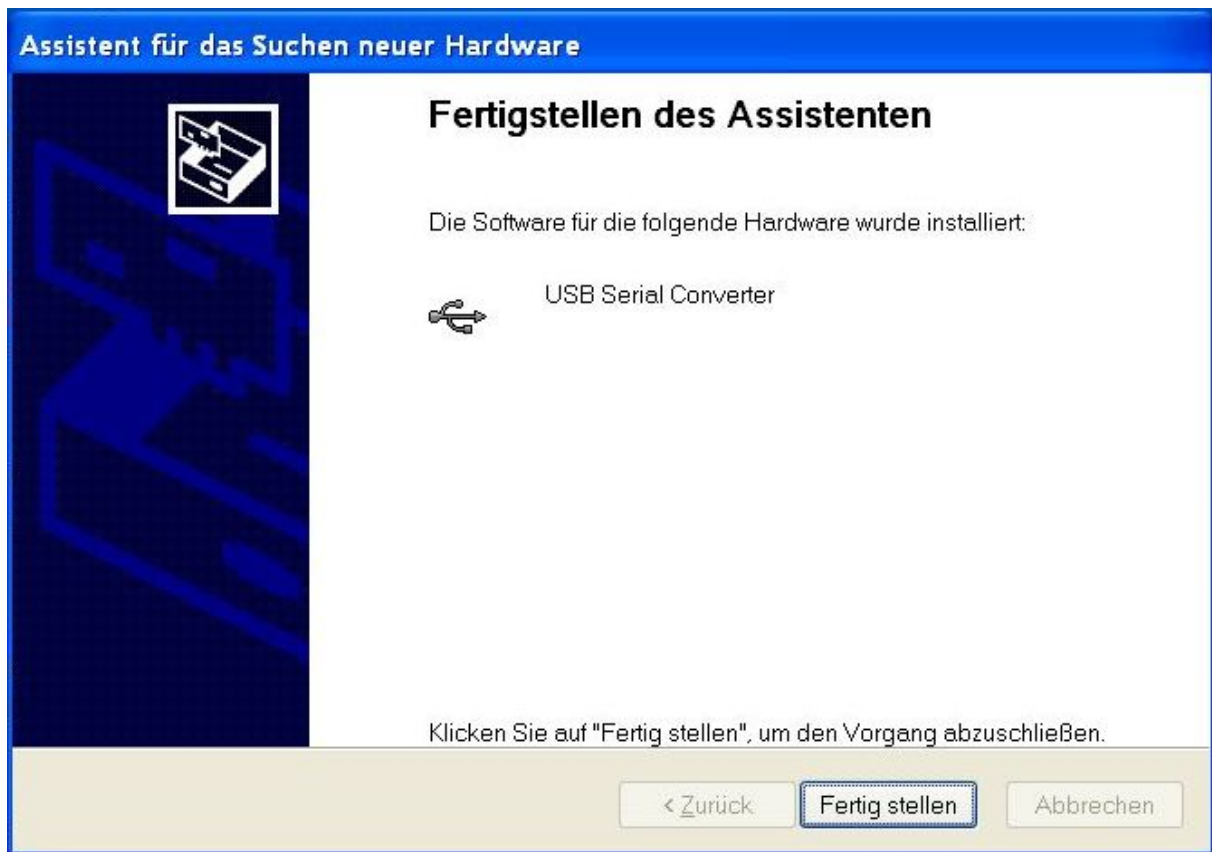 Assistent für das Suchen neuer Hardware
Fertigstellen des Assistenten
Die Software für die folgende Hardware wurde installiert:
USB Serial Converter
Klicken Sie auf "Fertig stellen", um den Vorgang abzuschließen.
< Zurück Fertig stellen Abbrechen